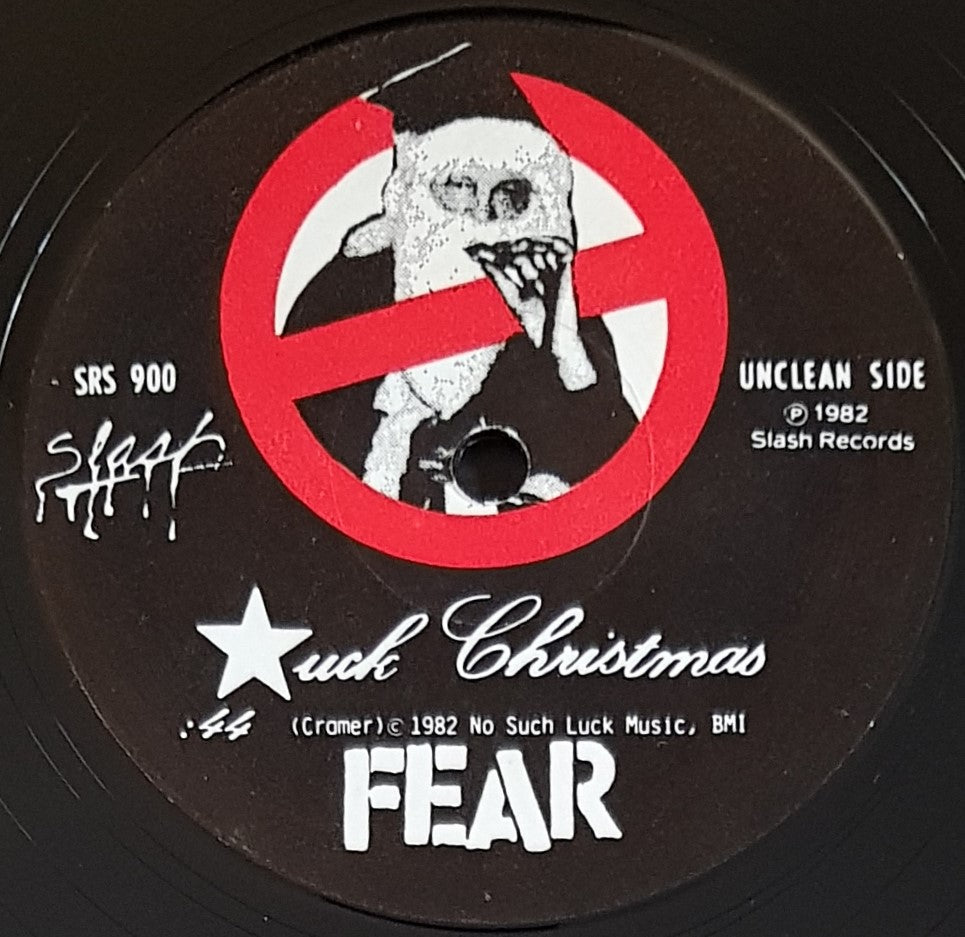 SRS 900
slash
UNCLEAN SIDE
℗ 1982
Slash Records
★uck Christmas
:44 (Cramer)© 1982 No Such Luck Music, BMI
FEAR